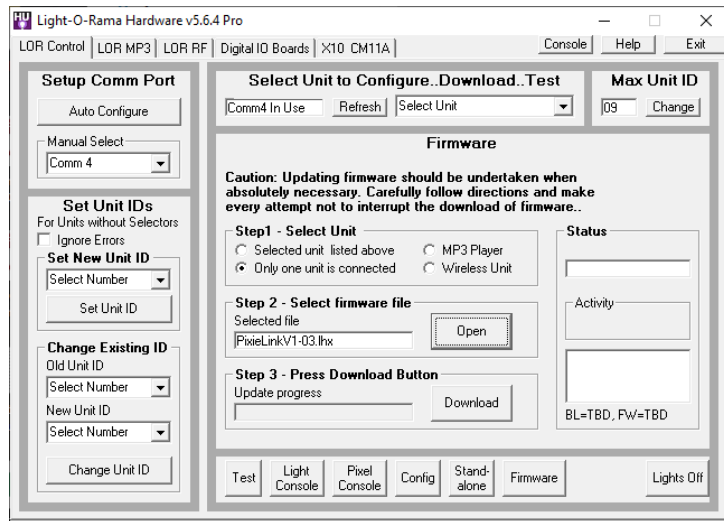 HU Light-O-Rama Hardware v5.6.4 Pro
LOR Control LOR MP3 LOR RF Digital IO Boards X10 CM11A Console Help Exit
Setup Comm Port
Auto Configure
Manual Select
Comm 4
Set Unit IDs
For Units without Selectors
Ignore Errors
Set New Unit ID
Select Number
Set Unit ID
Change Existing ID
Old Unit ID
Select Number
New Unit ID
Select Number
Change Unit ID
Select Unit to Configure..Download..Test
Comm4 In Use Refresh Select Unit
Max Unit ID
09 Change
Firmware
Caution: Updating firmware should be undertaken when
absolutely necessary. Carefully follow directions and make
every attempt not to interrupt the download of firmware..
Step1 - Select Unit
Selected unit listed above MP3 Player
Only one unit is connected Wireless Unit
Step 2 - Select firmware file
Selected file
PixieLinkV1-03.lhx
Open
Step 3 - Press Download Button
Update progress
Download
Status
Activity
BL=TBD, FW=TBD
Test Light Console Pixel Console Config Stand-alone Firmware Lights Off